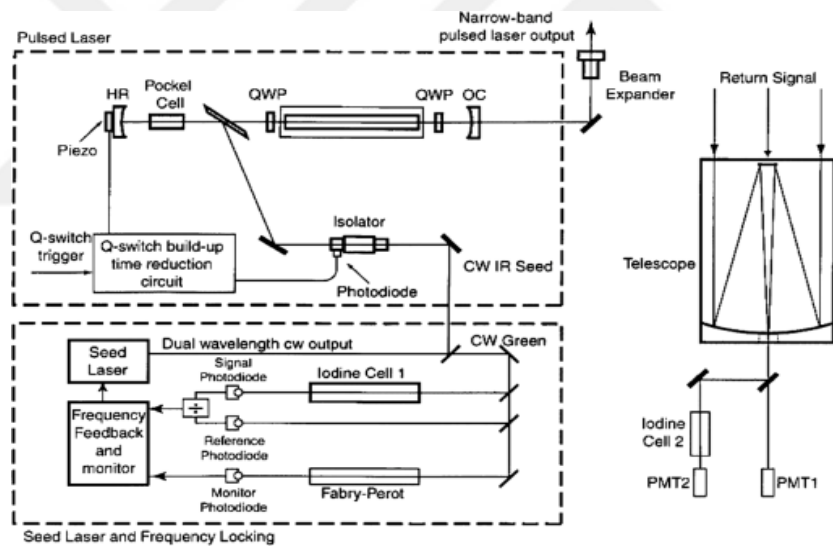 Narrow-band
pulsed laser output
Pulsed Laser
HR
Pockel
Cell
QWP
QWP
OC
Beam
Expander
Return Signal
Piezo
Isolator
Q-switch
trigger
Q-switch build-up
time reduction
circuit
CW IR Seed
Photodiode
Telescope
Seed
Laser
Dual wavelength cw output
CW Green
Signal
Photodiode
Iodine Cell 1
÷
Frequency
Feedback
and
monitor
Reference
Photodiode
Iodine
Cell 2
Monitor
Photodiode
Fabry-Perot
PMT2
PMT1
Seed Laser and Frequency Locking